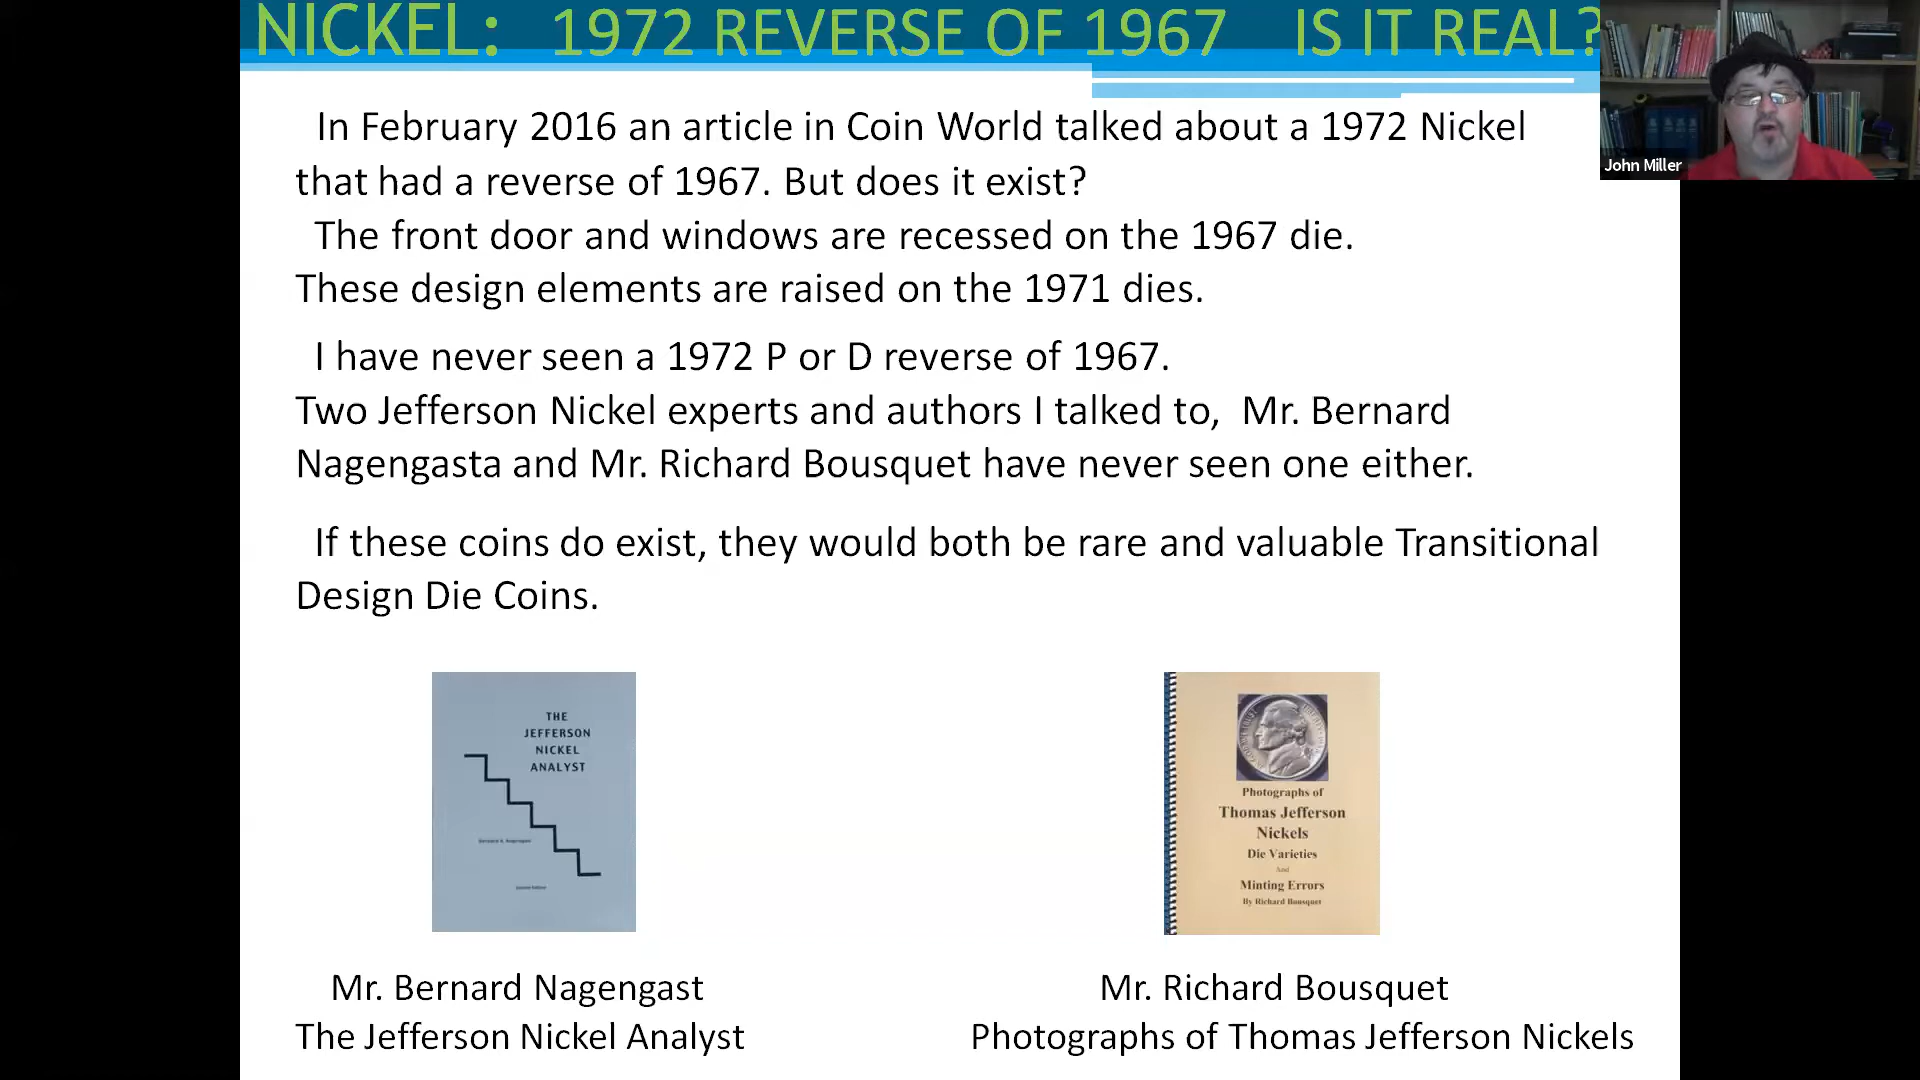 NICKEL: 1972 REVERSE OF 1967 IS IT REAL?
John Miller
In February 2016 an article in Coin World talked about a 1972 Nickel
that had a reverse of 1967. But does it exist?
The front door and windows are recessed on the 1967 die.
These design elements are raised on the 1971 dies.
I have never seen a 1972 P or D reverse of 1967.
Two Jefferson Nickel experts and authors I talked to, Mr. Bernard
Nagengasta and Mr. Richard Bousquet have never seen one either.
If these coins do exist, they would both be rare and valuable Transitional
Design Die Coins.
THE
JEFFERSON
NICKEL
ANALYST
Photographs of
Thomas Jefferson
Nickels
Die Varieties
And
Minting Errors
By Richard Bousquet
Mr. Bernard Nagengast
The Jefferson Nickel Analyst
Mr. Richard Bousquet
Photographs of Thomas Jefferson Nickels